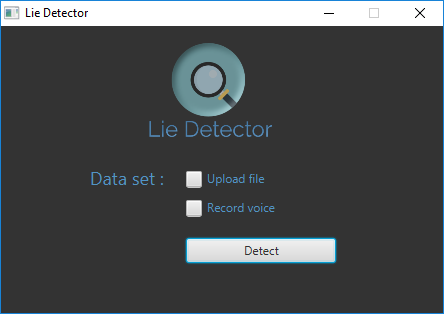 Lie Detector
Lie Detector
Data set : Upload file
Record voice
Detect